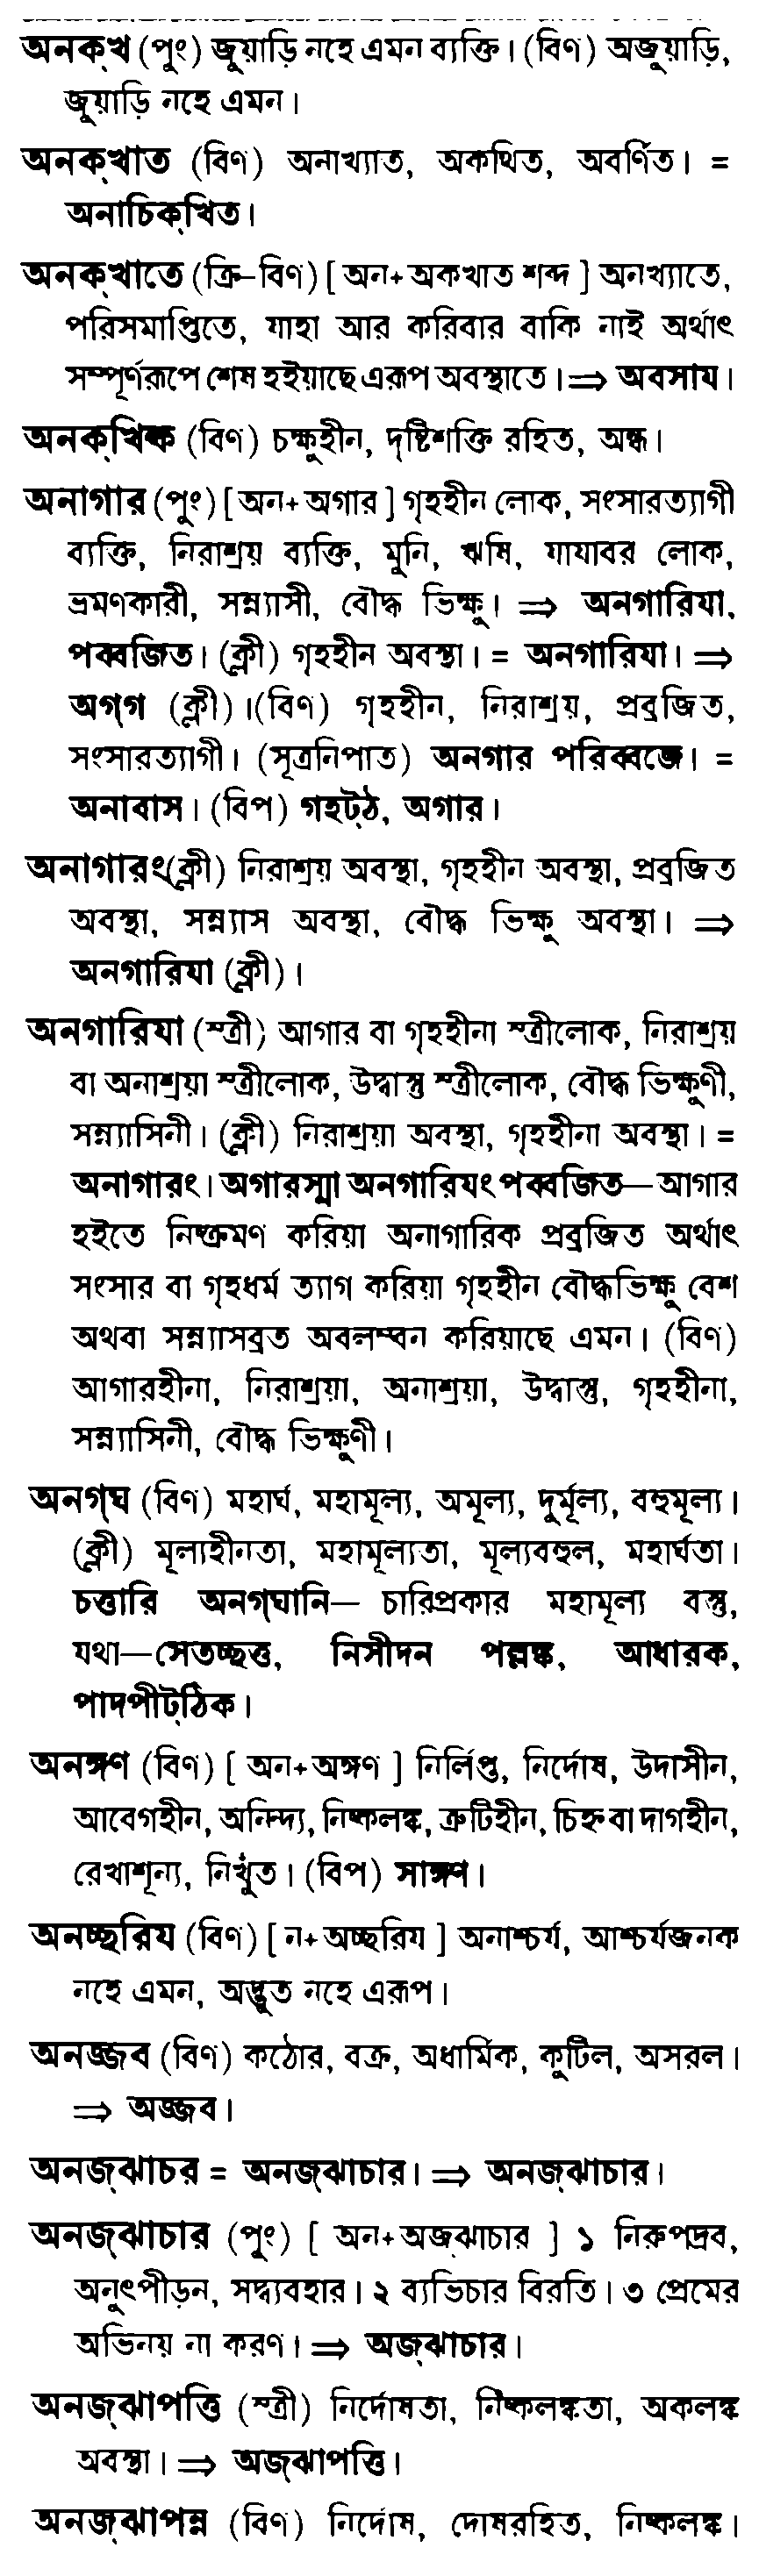 অনক্খ (পুং) জুয়াড়ি নহে এমন ব্যক্তি। (বিণ) অজুয়াড়ি,
জুয়াড়ি নহে এমন।
অনক্খাত (বিণ) অনাখ্যাত, অকথিত, অবর্ণিত। =
অনাচিক্খিত।
অনক্খাতে (ক্রি–বিণ) [ অন+অকখাত শব্দ ] অনখ্যাতে,
পরিসমাপ্তিতে, যাহা আর করিবার বাকি নাই অর্থাৎ
সম্পূর্ণরূপে শেষ হইয়াছে এরূপ অবস্থাতে। ⇒ অবসায।
অনক্খিক (বিণ) চক্ষুহীন, দৃষ্টিশক্তি রহিত, অন্ধ।
অনাগার (পুং) [ অন+অগার ] গৃহহীন লোক, সংসারত্যাগী
ব্যক্তি, নিরাশ্রয় ব্যক্তি, মুনি, ঋষি, যাযাবর লোক,
ভ্রমণকারী, সন্ন্যাসী, বৌদ্ধ ভিক্ষু। ⇒ অনগারিযা,
পব্বজিত। (ক্লী) গৃহহীন অবস্থা। = অনগারিযা। ⇒
অগ্গ (ক্লী)।(বিণ) গৃহহীন, নিরাশ্রয়, প্রব্রজিত,
সংসারত্যাগী। (সূত্রনিপাত) অনগার পরিব্বজে। =
অনাবাস। (বিপ) গহট্ঠ, অগার।
অনাগারং(ক্লী) নিরাশ্রয় অবস্থা, গৃহহীন অবস্থা, প্রব্রজিত
অবস্থা, সন্ন্যাস অবস্থা, বৌদ্ধ ভিক্ষু অবস্থা। ⇒
অনগারিযা (ক্লী)।
অনগারিযা (স্ত্রী) আগার বা গৃহহীনা স্ত্রীলোক, নিরাশ্রয়
বা অনাশ্রয়া স্ত্রীলোক, উদ্বাস্তু স্ত্রীলোক, বৌদ্ধ ভিক্ষুণী,
সন্ন্যাসিনী। (ক্লী) নিরাশ্রয়া অবস্থা, গৃহহীনা অবস্থা। =
অনাগারং। অগারস্মা অনগারিযং পব্বজিত—আগার
হইতে নিষ্ক্রমণ করিয়া অনাগারিক প্রব্রজিত অর্থাৎ
সংসার বা গৃহধর্ম ত্যাগ করিয়া গৃহহীন বৌদ্ধভিক্ষু বেশ
অথবা সন্ন্যাসব্রত অবলম্বন করিয়াছে এমন। (বিণ)
আগারহীনা, নিরাশ্রয়া, অনাশ্রয়া, উদ্বাস্তু, গৃহহীনা,
সন্ন্যাসিনী, বৌদ্ধ ভিক্ষুণী।
অনগ্ঘ (বিণ) মহার্ঘ, মহামূল্য, অমূল্য, দুর্মূল্য, বহুমূল্য।
(ক্লী) মূল্যহীনতা, মহামূল্যতা, মূল্যবহুল, মহার্ঘতা।
চত্তারি অনগ্ঘানি— চারিপ্রকার মহামূল্য বস্তু,
যথা—সেতচ্ছত্ত, নিসীদন পল্লঙ্ক, আধারক,
পাদপীট্ঠিক।
অনঙ্গণ (বিণ) [ অন+অঙ্গণ ] নির্লিপ্ত, নির্দোষ, উদাসীন,
আবেগহীন, অনিন্দ্য, নিষ্কলঙ্ক, ত্রুটিহীন, চিহ্ন বা দাগহীন,
রেখাশূন্য, নিখুঁত। (বিপ) সাঙ্গণ।
অনচ্ছরিয (বিণ) [ ন+অচ্ছরিয ] অনাশ্চর্য, আশ্চর্যজনক
নহে এমন, অদ্ভুত নহে এরূপ।
অনজ্জব (বিণ) কঠোর, বক্র, অধার্মিক, কুটিল, অসরল।
⇒ অজ্জব।
অনজ্ঝাচর = অনজ্ঝাচার। ⇒ অনজ্ঝাচার।
অনজ্ঝাচার (পুং) [ অন+অজ্ঝাচার ] ১ নিরুপদ্রব,
অনুৎপীড়ন, সদ্ব্যবহার। ২ ব্যভিচার বিরতি। ৩ প্রেমের
অভিনয় না করণ। ⇒ অজ্ঝাচার।
অনজ্ঝাপত্তি (স্ত্রী) নির্দোষতা, নিষ্কলঙ্কতা, অকলঙ্ক
অবস্থা। ⇒ অজ্ঝাপত্তি।
অনজ্ঝাপন্ন (বিণ) নির্দোষ, দোষরহিত, নিষ্কলঙ্ক।